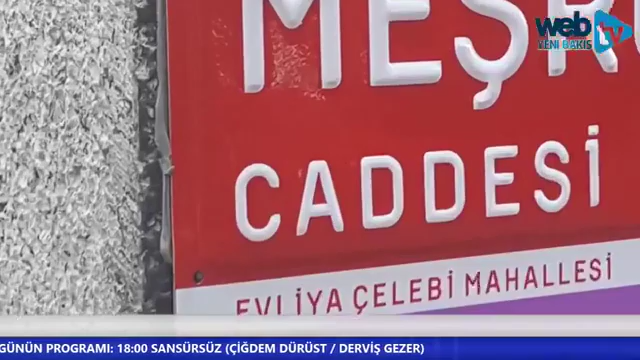 web tv
YENİ BAKIŞ
MEŞR
CADDESİ
EVLİYA ÇELEBİ MAHALLESİ
GÜNÜN PROGRAMI: 18:00 SANSÜRSÜZ (ÇİĞDEM DÜRÜST / DERVİŞ GEZER)